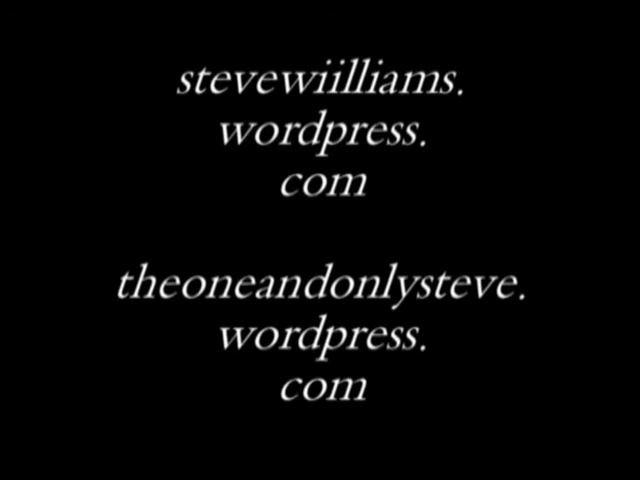 stevewiilliams.
wordpress.
com
theoneandonlysteve.
wordpress.
com